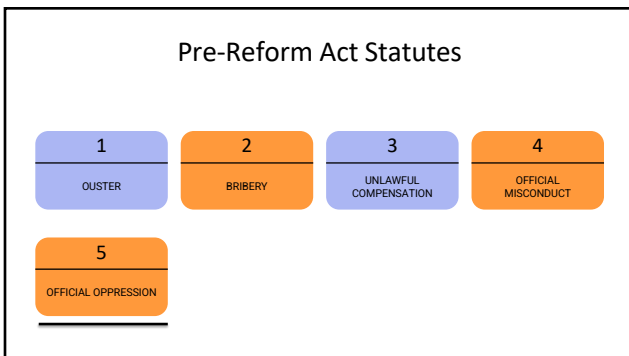 Pre-Reform Act Statutes
1
OUSTER
2
BRIBERY
3
UNLAWFUL
COMPENSATION
4
OFFICIAL
MISCONDUCT
5
OFFICIAL OPPRESSION